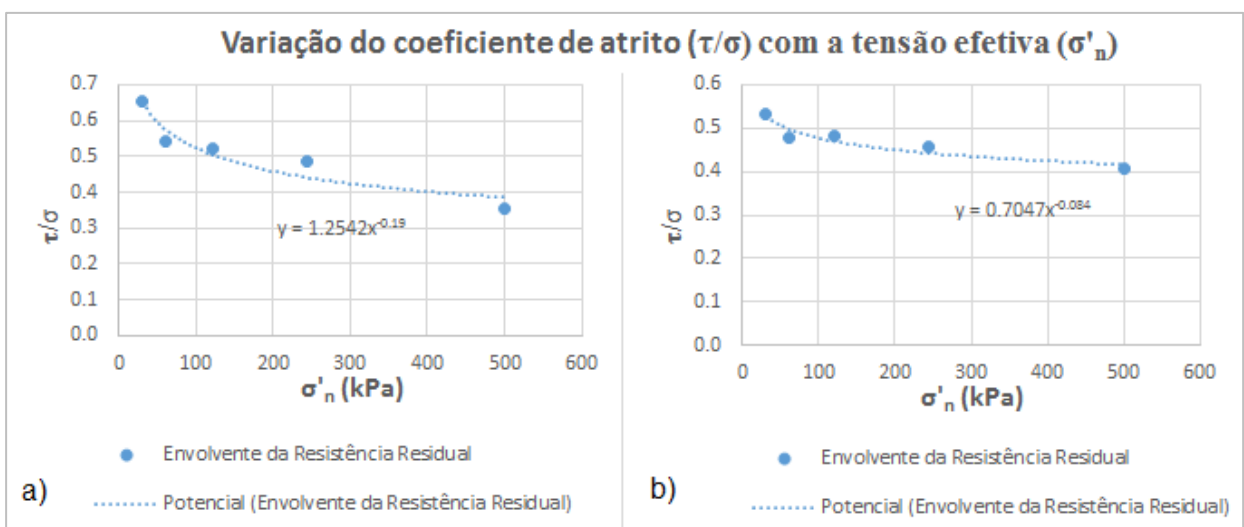 Variação do coeficiente de atrito (τ/σ) com a tensão efetiva (σ'n)
0.7
0.6
0.5
0.4
0.3
0.2
0.1
0.0
τ/σ
y = 1.2542x-0.19
0 100 200 300 400 500 600
σ'n (kPa)
Envolvente da Resistência Residual
Potencial (Envolvente da Resistência Residual)
a)
0.6
0.5
0.4
0.3
0.2
0.1
0.0
τ/σ
y = 0.7047x-0.084
0 100 200 300 400 500 600
σ'n (kPa)
Envolvente da Resistência Residual
Potencial (Envolvente da Resistência Residual)
b)